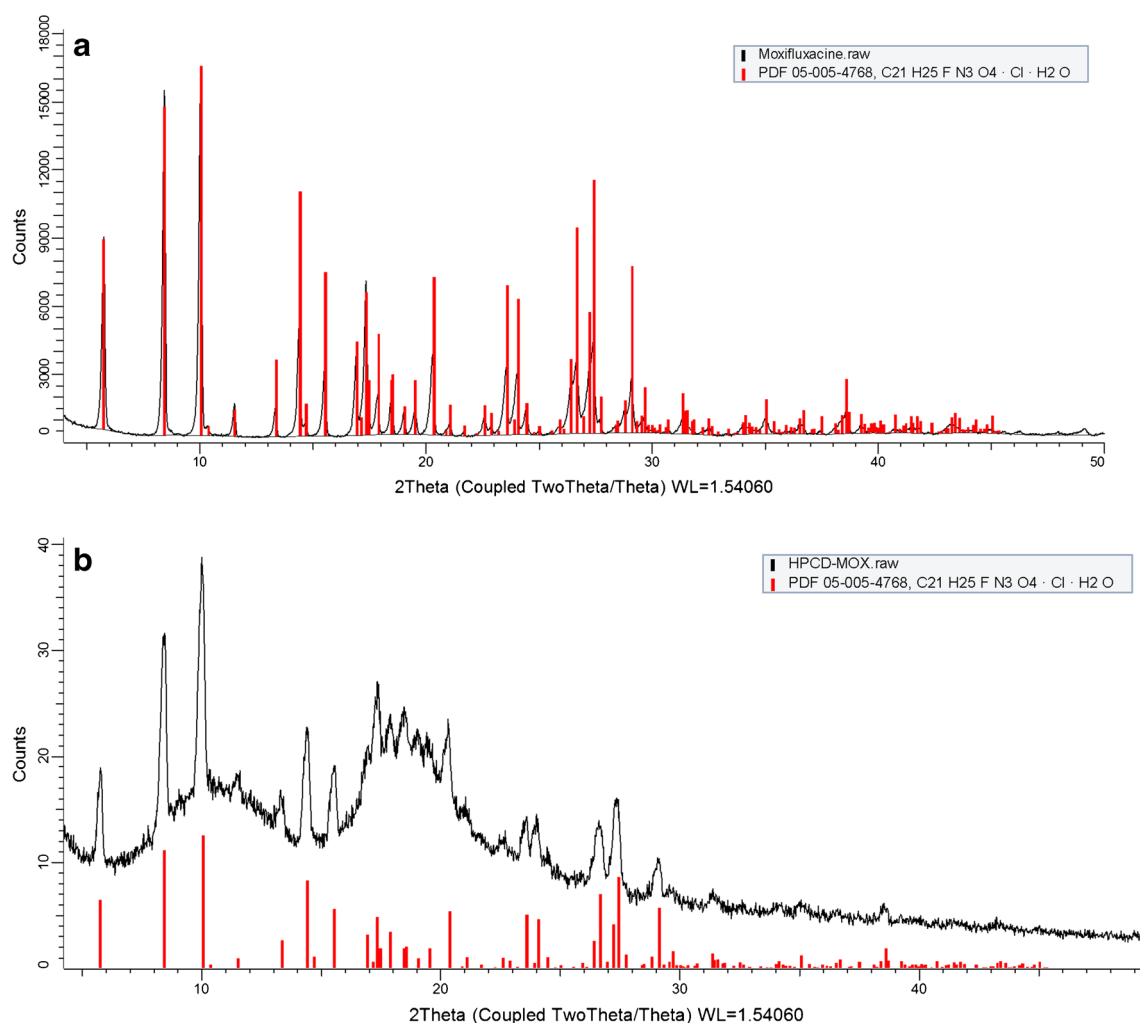 a
Moxifluxacine.raw
PDF 05-005-4768, C21 H25 F N3 O4 · Cl · H2 O
18000
15000
12000
9000
6000
3000
0
Counts
10 20 30 40 50
2Theta (Coupled TwoTheta/Theta) WL=1.54060
b
HPCD-MOX.raw
PDF 05-005-4768, C21 H25 F N3 O4 · Cl · H2 O
40
30
20
10
0
Counts
10 20 30 40
2Theta (Coupled TwoTheta/Theta) WL=1.54060